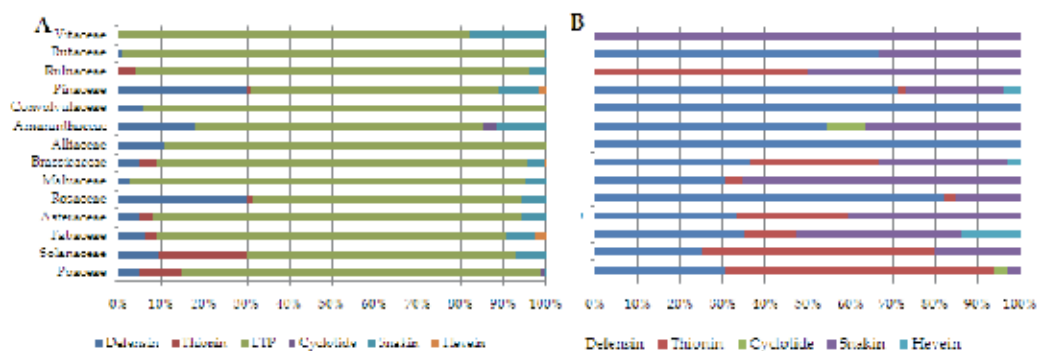 A
B
Vitaceae
Rutaceae
Rubiaceae
Pinaceae
Convolvulaceae
Amaranthaceae
Alliaceae
Brassicaceae
Malvaceae
Rosaceae
Asteraceae
Fabaceae
Solanaceae
Poaceae
0% 10% 20% 30% 40% 50% 60% 70% 80% 90% 100%
0% 10% 20% 30% 40% 50% 60% 70% 80% 90% 100%
Defensin Thionin LTP Cyclotide Snakin Hevein
Defensin Thionin Cyclotide Snakin Hevein